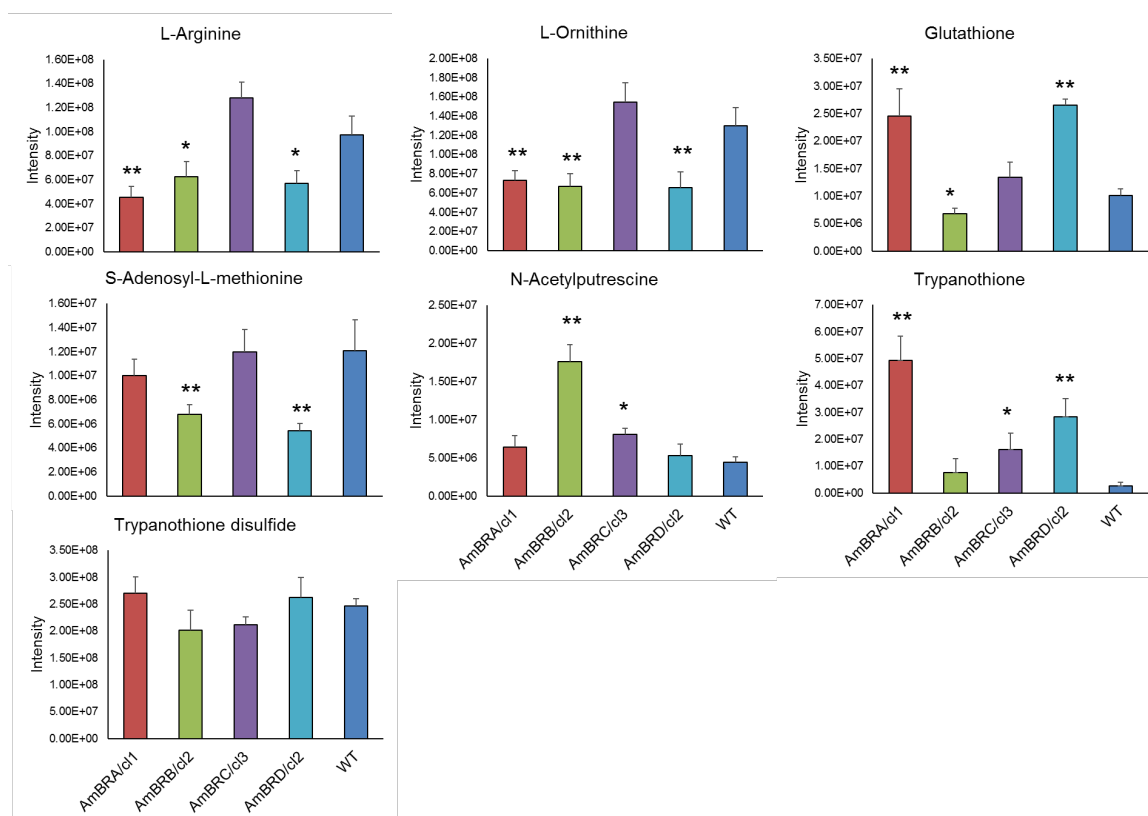 L-Arginine
1.60E+08
1.40E+08
1.20E+08
1.00E+08
8.00E+07
6.00E+07
4.00E+07
2.00E+07
0.00E+00
Intensity
**
*
*
L-Ornithine
2.00E+08
1.80E+08
1.60E+08
1.40E+08
1.20E+08
1.00E+08
8.00E+07
6.00E+07
4.00E+07
2.00E+07
0.00E+00
Intensity
**
**
**
Glutathione
3.50E+07
3.00E+07
2.50E+07
2.00E+07
1.50E+07
1.00E+07
5.00E+06
0.00E+00
Intensity
**
*
**
S-Adenosyl-L-methionine
1.60E+07
1.40E+07
1.20E+07
1.00E+07
8.00E+06
6.00E+06
4.00E+06
2.00E+06
0.00E+00
Intensity
**
**
N-Acetylputrescine
2.50E+07
2.00E+07
1.50E+07
1.00E+07
5.00E+06
0.00E+00
Intensity
**
*
AmBRA/cl1
AmBRB/cl2
AmBRC/cl3
AmBRD/cl2
WT
Trypanothione
7.00E+07
6.00E+07
5.00E+07
4.00E+07
3.00E+07
2.00E+07
1.00E+07
0.00E+00
Intensity
**
*
**
AmBRA/cl1
AmBRB/cl2
AmBRC/cl3
AmBRD/cl2
WT
Trypanothione disulfide
3.50E+08
3.00E+08
2.50E+08
2.00E+08
1.50E+08
1.00E+08
5.00E+07
0.00E+00
Intensity
AmBRA/cl1
AmBRB/cl2
AmBRC/cl3
AmBRD/cl2
WT